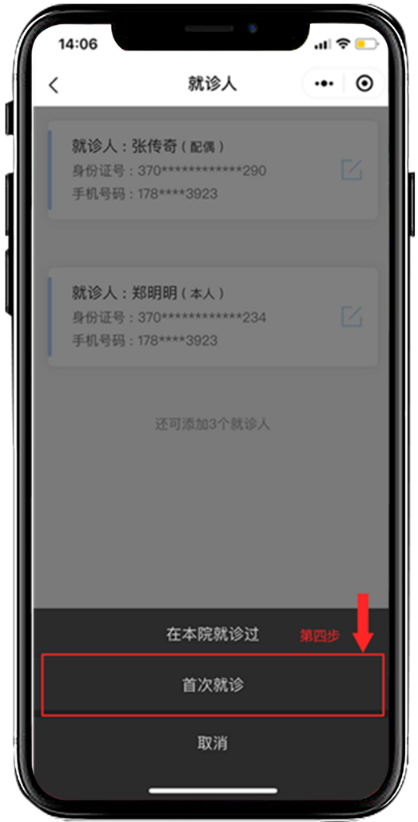 14:06
就诊人
就诊人：张传奇（配偶）
身份证号：370************290
手机号码：178****3923
就诊人：郑明明（本人）
身份证号：370************234
手机号码：178****3923
还可添加3个就诊人
在本院就诊过 第四步
首次就诊
取消